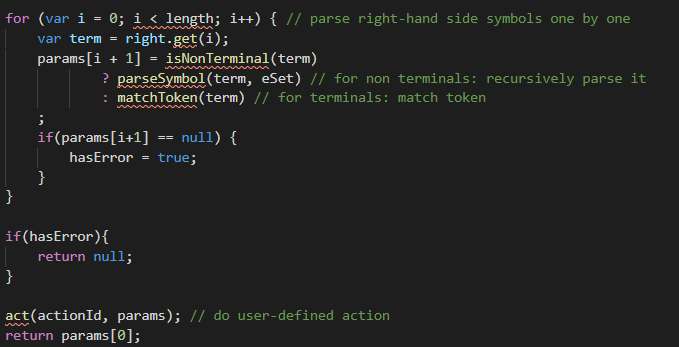 for (var i = 0; i < length; i++) { // parse right-hand side symbols one by one
    var term = right.get(i);
    params[i + 1] = isNonTerminal(term)
            ? parseSymbol(term, eSet) // for non terminals: recursively parse it
            : matchToken(term) // for terminals: match token
    ;
    if(params[i+1] == null) {
        hasError = true;
    }
}

if(hasError){
    return null;
}

act(actionId, params); // do user-defined action
return params[0];